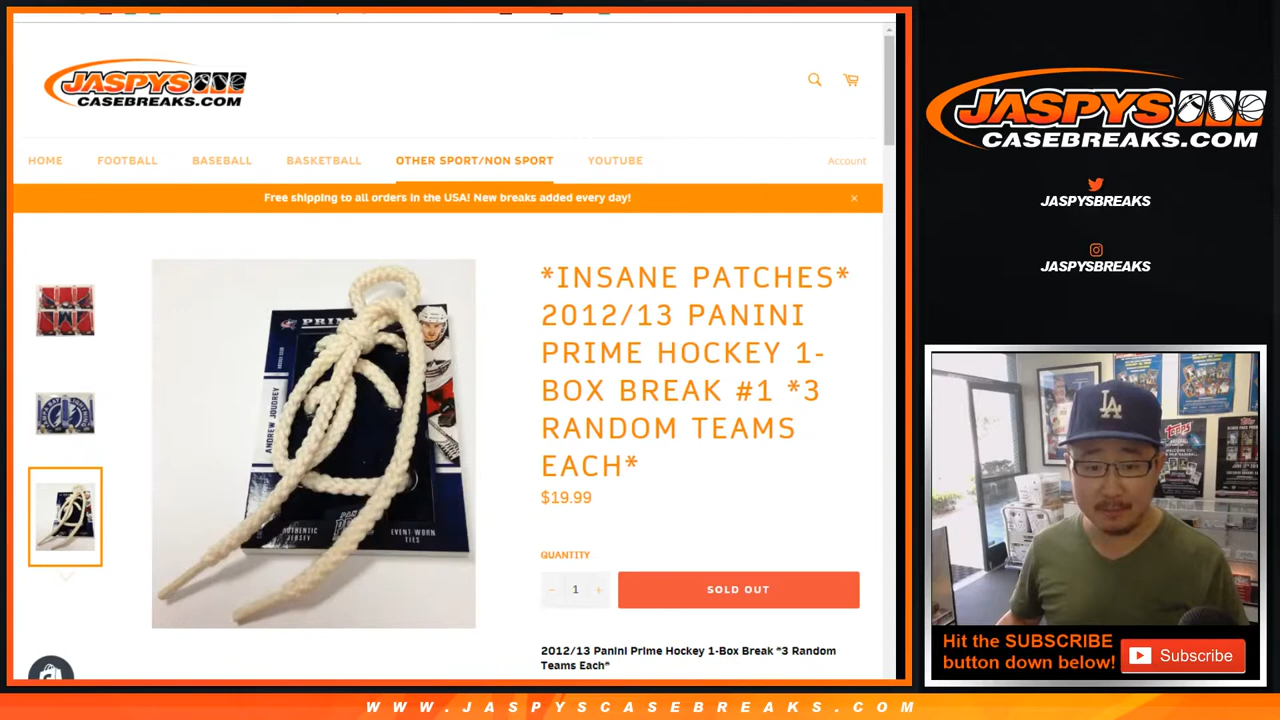 JASPYS
CASEBREAKS.COM
HOME FOOTBALL BASEBALL BASKETBALL OTHER SPORT/NON SPORT YOUTUBE Account
Free shipping to all orders in the USA! New breaks added every day! ×
*INSANE PATCHES*
2012/13 PANINI
PRIME HOCKEY 1-
BOX BREAK #1 *3
RANDOM TEAMS
EACH*
$19.99
QUANTITY
− 1 + SOLD OUT
2012/13 Panini Prime Hockey 1-Box Break *3 Random
Teams Each*
PRIM
ANDREW JOUDREY
AUTHENTIC
JERSEY
EVENT WORN
TIES
JASPYS
CASEBREAKS.COM
JASPYSBREAKS
JASPYSBREAKS
LA
TOPPS
Hit the SUBSCRIBE
button down below!
Subscribe
WWW.JASPYSCASEBREAKS.COM